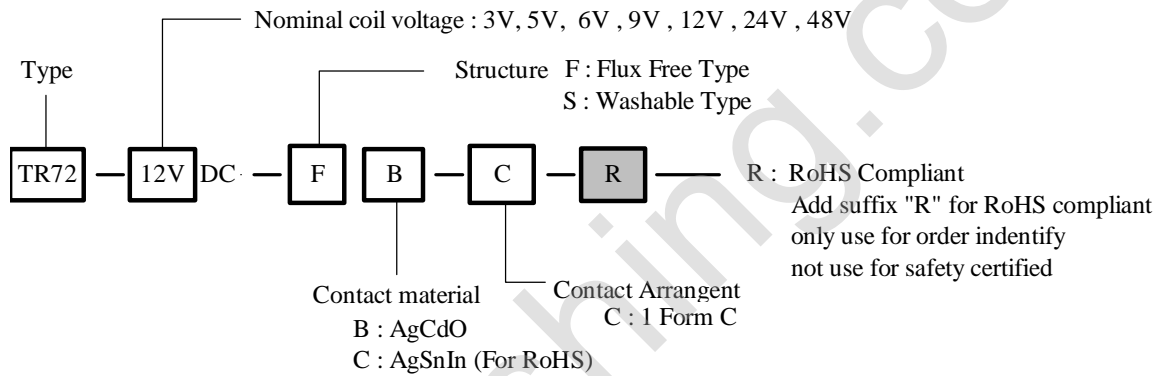 Nominal coil voltage : 3V, 5V, 6V , 9V , 12V , 24V , 48V
Type
Structure F : Flux Free Type
S : Washable Type
TR72 — 12V DC - — F B — C — R — R : RoHS Compliant
Add suffix "R" for RoHS compliant
only use for order indentify
not use for safety certified
Contact material
B : AgCdO
C : AgSnIn (For RoHS)
Contact Arrangent
C : 1 Form C